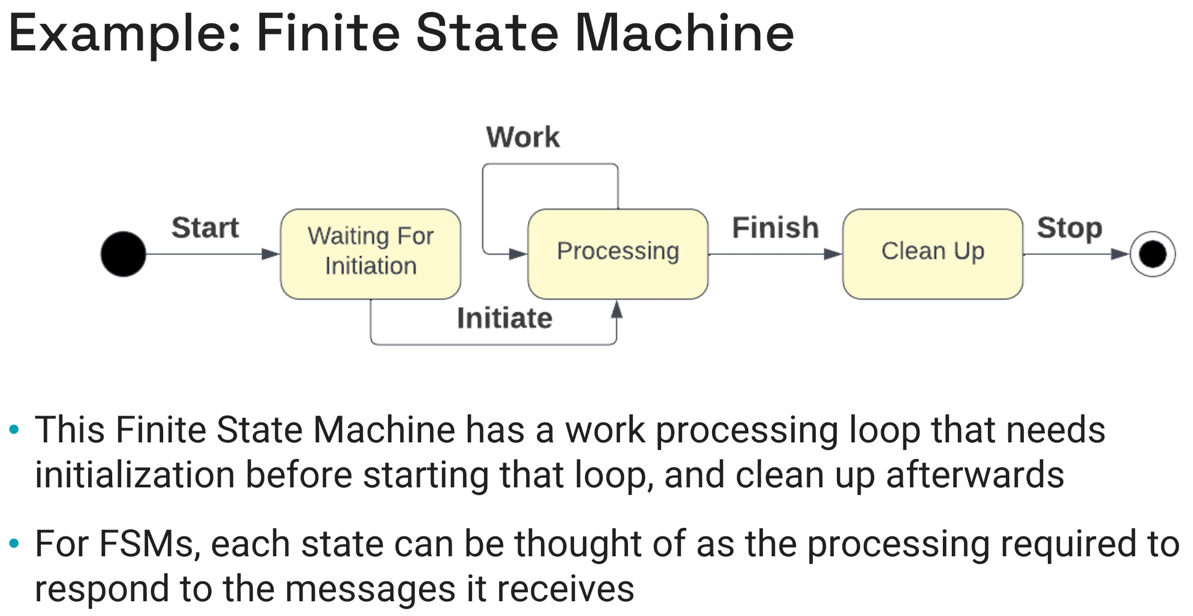 Example: Finite State Machine
Work
Start
Waiting For
Initiation
Processing
Finish
Clean Up
Stop
Initiate
• This Finite State Machine has a work processing loop that needs
initialization before starting that loop, and clean up afterwards
• For FSMs, each state can be thought of as the processing required to
respond to the messages it receives